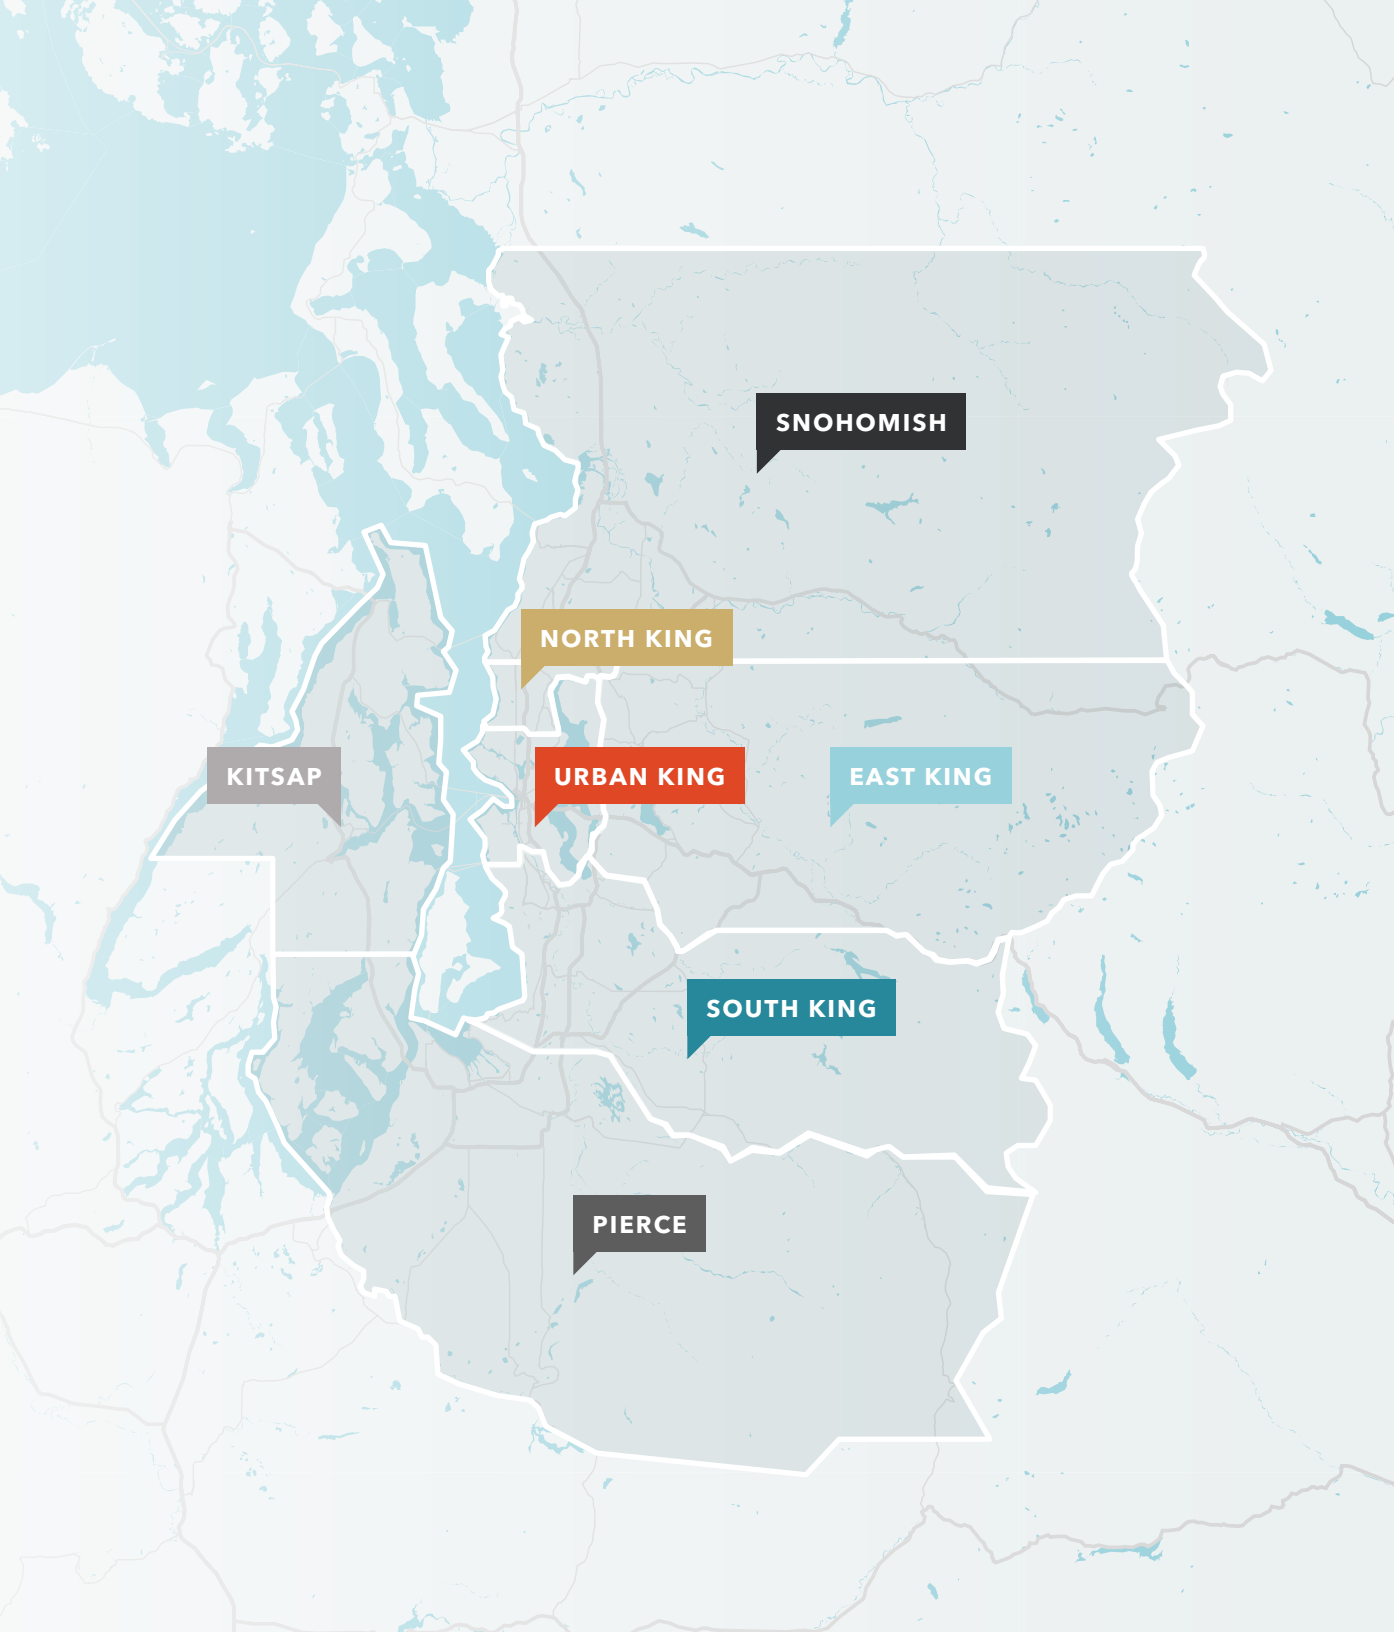 SNOHOMISH
NORTH KING
KITSAP
URBAN KING
EAST KING
SOUTH KING
PIERCE